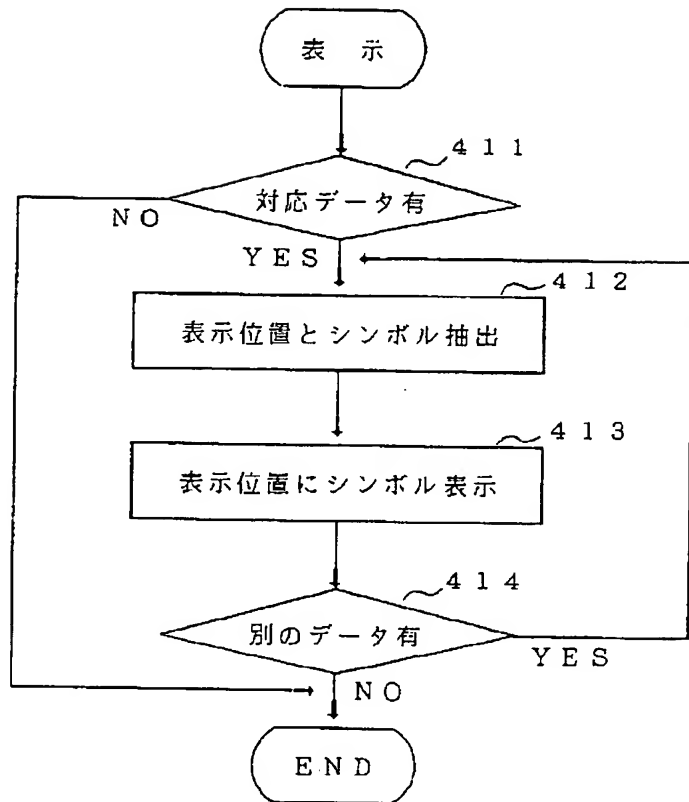 表 示
411
対応データ有
NO
YES
412
表示位置とシンボル抽出
413
表示位置にシンボル表示
414
別のデータ有
YES
NO
END